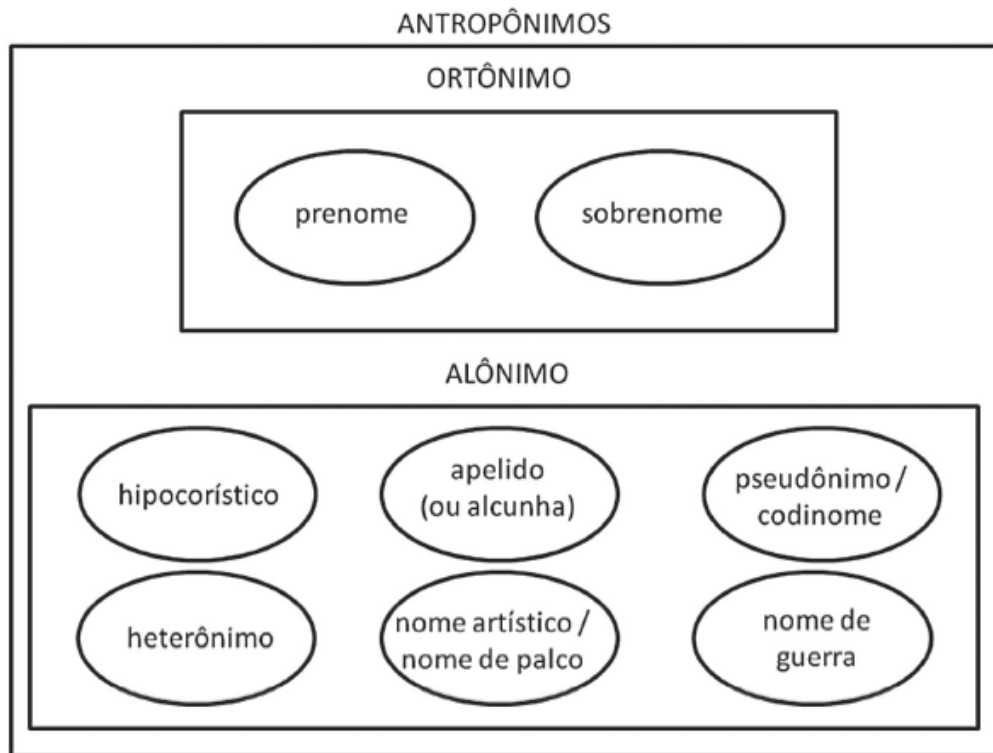 ANTROPÔNIMOS
ORTÔNIMO
prenome
sobrenome
ALÔNIMO
hipocorístico
apelido
(ou alcunha)
pseudônimo /
codinome
heterônimo
nome artístico /
nome de palco
nome de
guerra